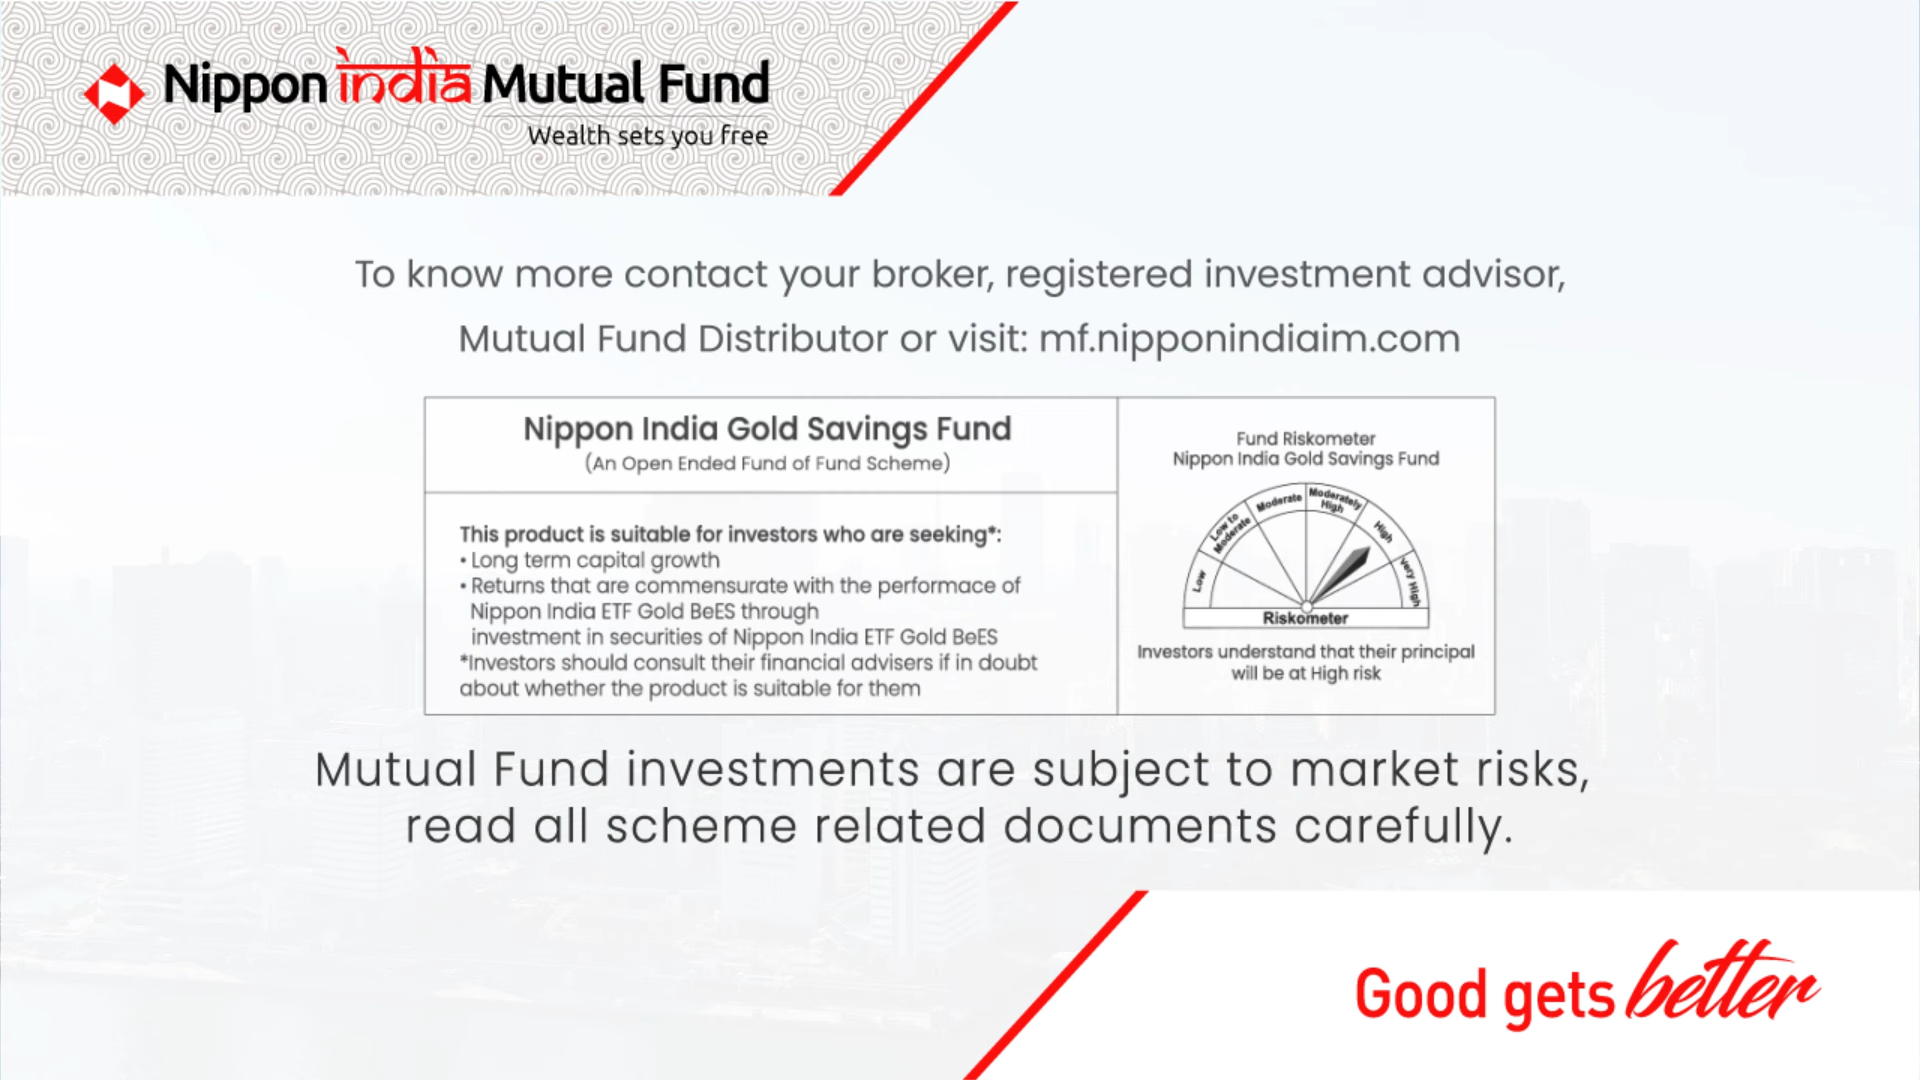 Nippon india Mutual Fund
Wealth sets you free
To know more contact your broker, registered investment advisor,
Mutual Fund Distributor or visit: mf.nipponindiaim.com
Nippon India Gold Savings Fund
(An Open Ended Fund of Fund Scheme)
This product is suitable for investors who are seeking*:
• Long term capital growth
• Returns that are commensurate with the performace of
Nippon India ETF Gold BeES through
investment in securities of Nippon India ETF Gold BeES
*Investors should consult their financial advisers if in doubt
about whether the product is suitable for them
Fund Riskometer
Nippon India Gold Savings Fund
Low
Low to
Moderate
Moderate
Moderately
High
High
Very High
Riskometer
Investors understand that their principal
will be at High risk
Mutual Fund investments are subject to market risks,
read all scheme related documents carefully.
Good gets better